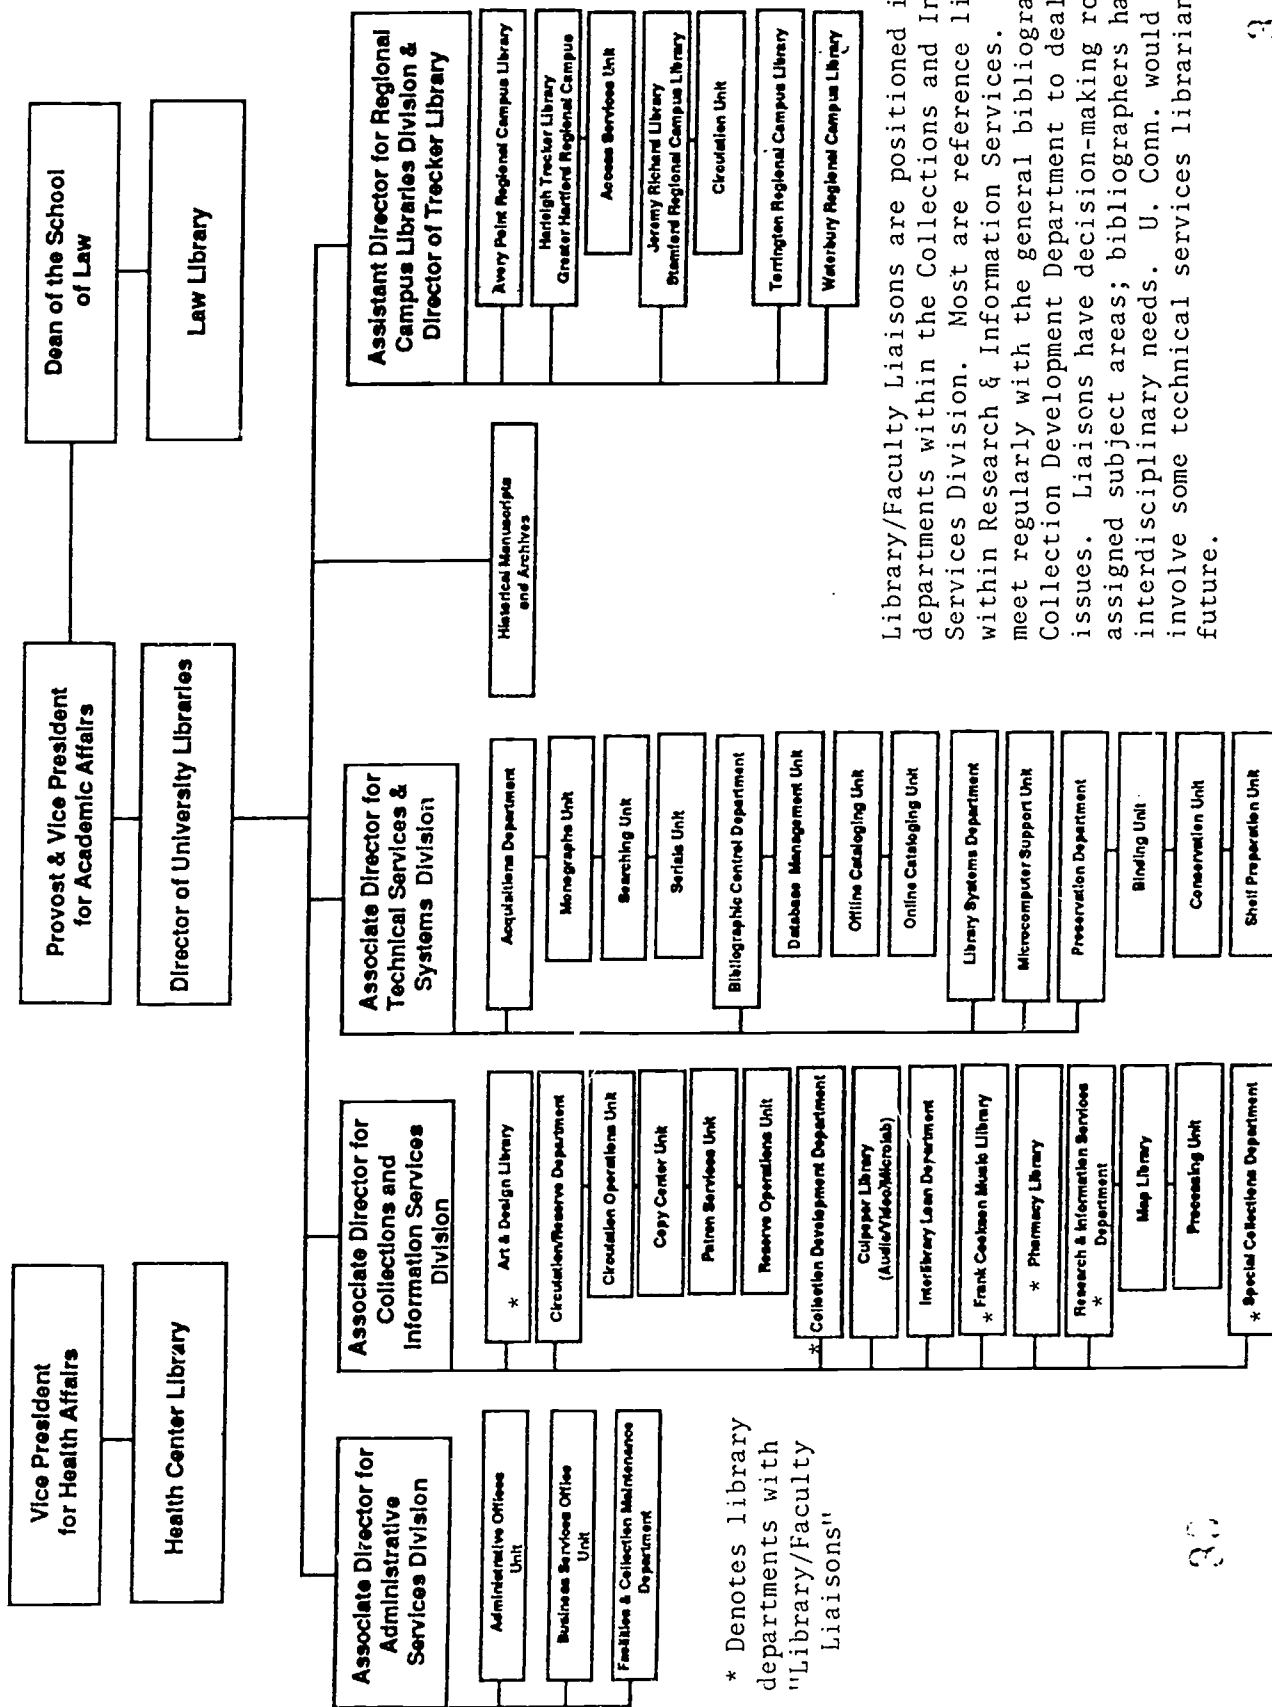 Vice President
for Health Affairs
Health Center Library
Provost & Vice President
for Academic Affairs
Director of University Libraries
Dean of the School
of Law
Law Library
Associate Director for
Administrative
Services Division
Administrative Offices
Unit
Business Services Office
Unit
Facilities & Collection Maintenance
Department
Associate Director for
Collections and
Information Services
Division
* Art & Design Library
Circulation/Reserve Department
Circulation Operations Unit
Copy Center Unit
Patron Services Unit
Reserve Operations Unit
* Collection Development Department
Culpeper Library
(Audio/Video/Microlab)
Interlibrary Loan Department
* Frank Cookson Music Library
* Pharmacy Library
Research & Information Services
* Department
Map Library
Processing Unit
* Special Collections Department
Associate Director for
Technical Services &
Systems Division
Acquisitions Department
Monographs Unit
Searching Unit
Serials Unit
Bibliographic Control Department
Database Management Unit
Offline Cataloging Unit
Online Cataloging Unit
Library Systems Department
Microcomputer Support Unit
Preservation Department
Binding Unit
Conservation Unit
Shelf Preparation Unit
Historical Manuscripts
and Archives
Assistant Director for Regional
Campus Libraries Division &
Director of Trecker Library
Avery Point Regional Campus Library
Harleigh Trecker Library
Greater Hartford Regional Campus
Access Services Unit
Jeremy Richard Library
Stamford Regional Campus Library
Circulation Unit
Torrington Regional Campus Library
Waterbury Regional Campus Library
* Denotes library
departments with
"Library/Faculty
Liaisons"
Library/Faculty Liaisons are positioned i
departments within the Collections and In
Services Division. Most are reference li
within Research & Information Services.
meet regularly with the general bibliogra
Collection Development Department to deal
issues. Liaisons have decision-making ro
assigned subject areas; bibliographers ha
interdisciplinary needs. U. Conn. would
involve some technical services librarian
future.